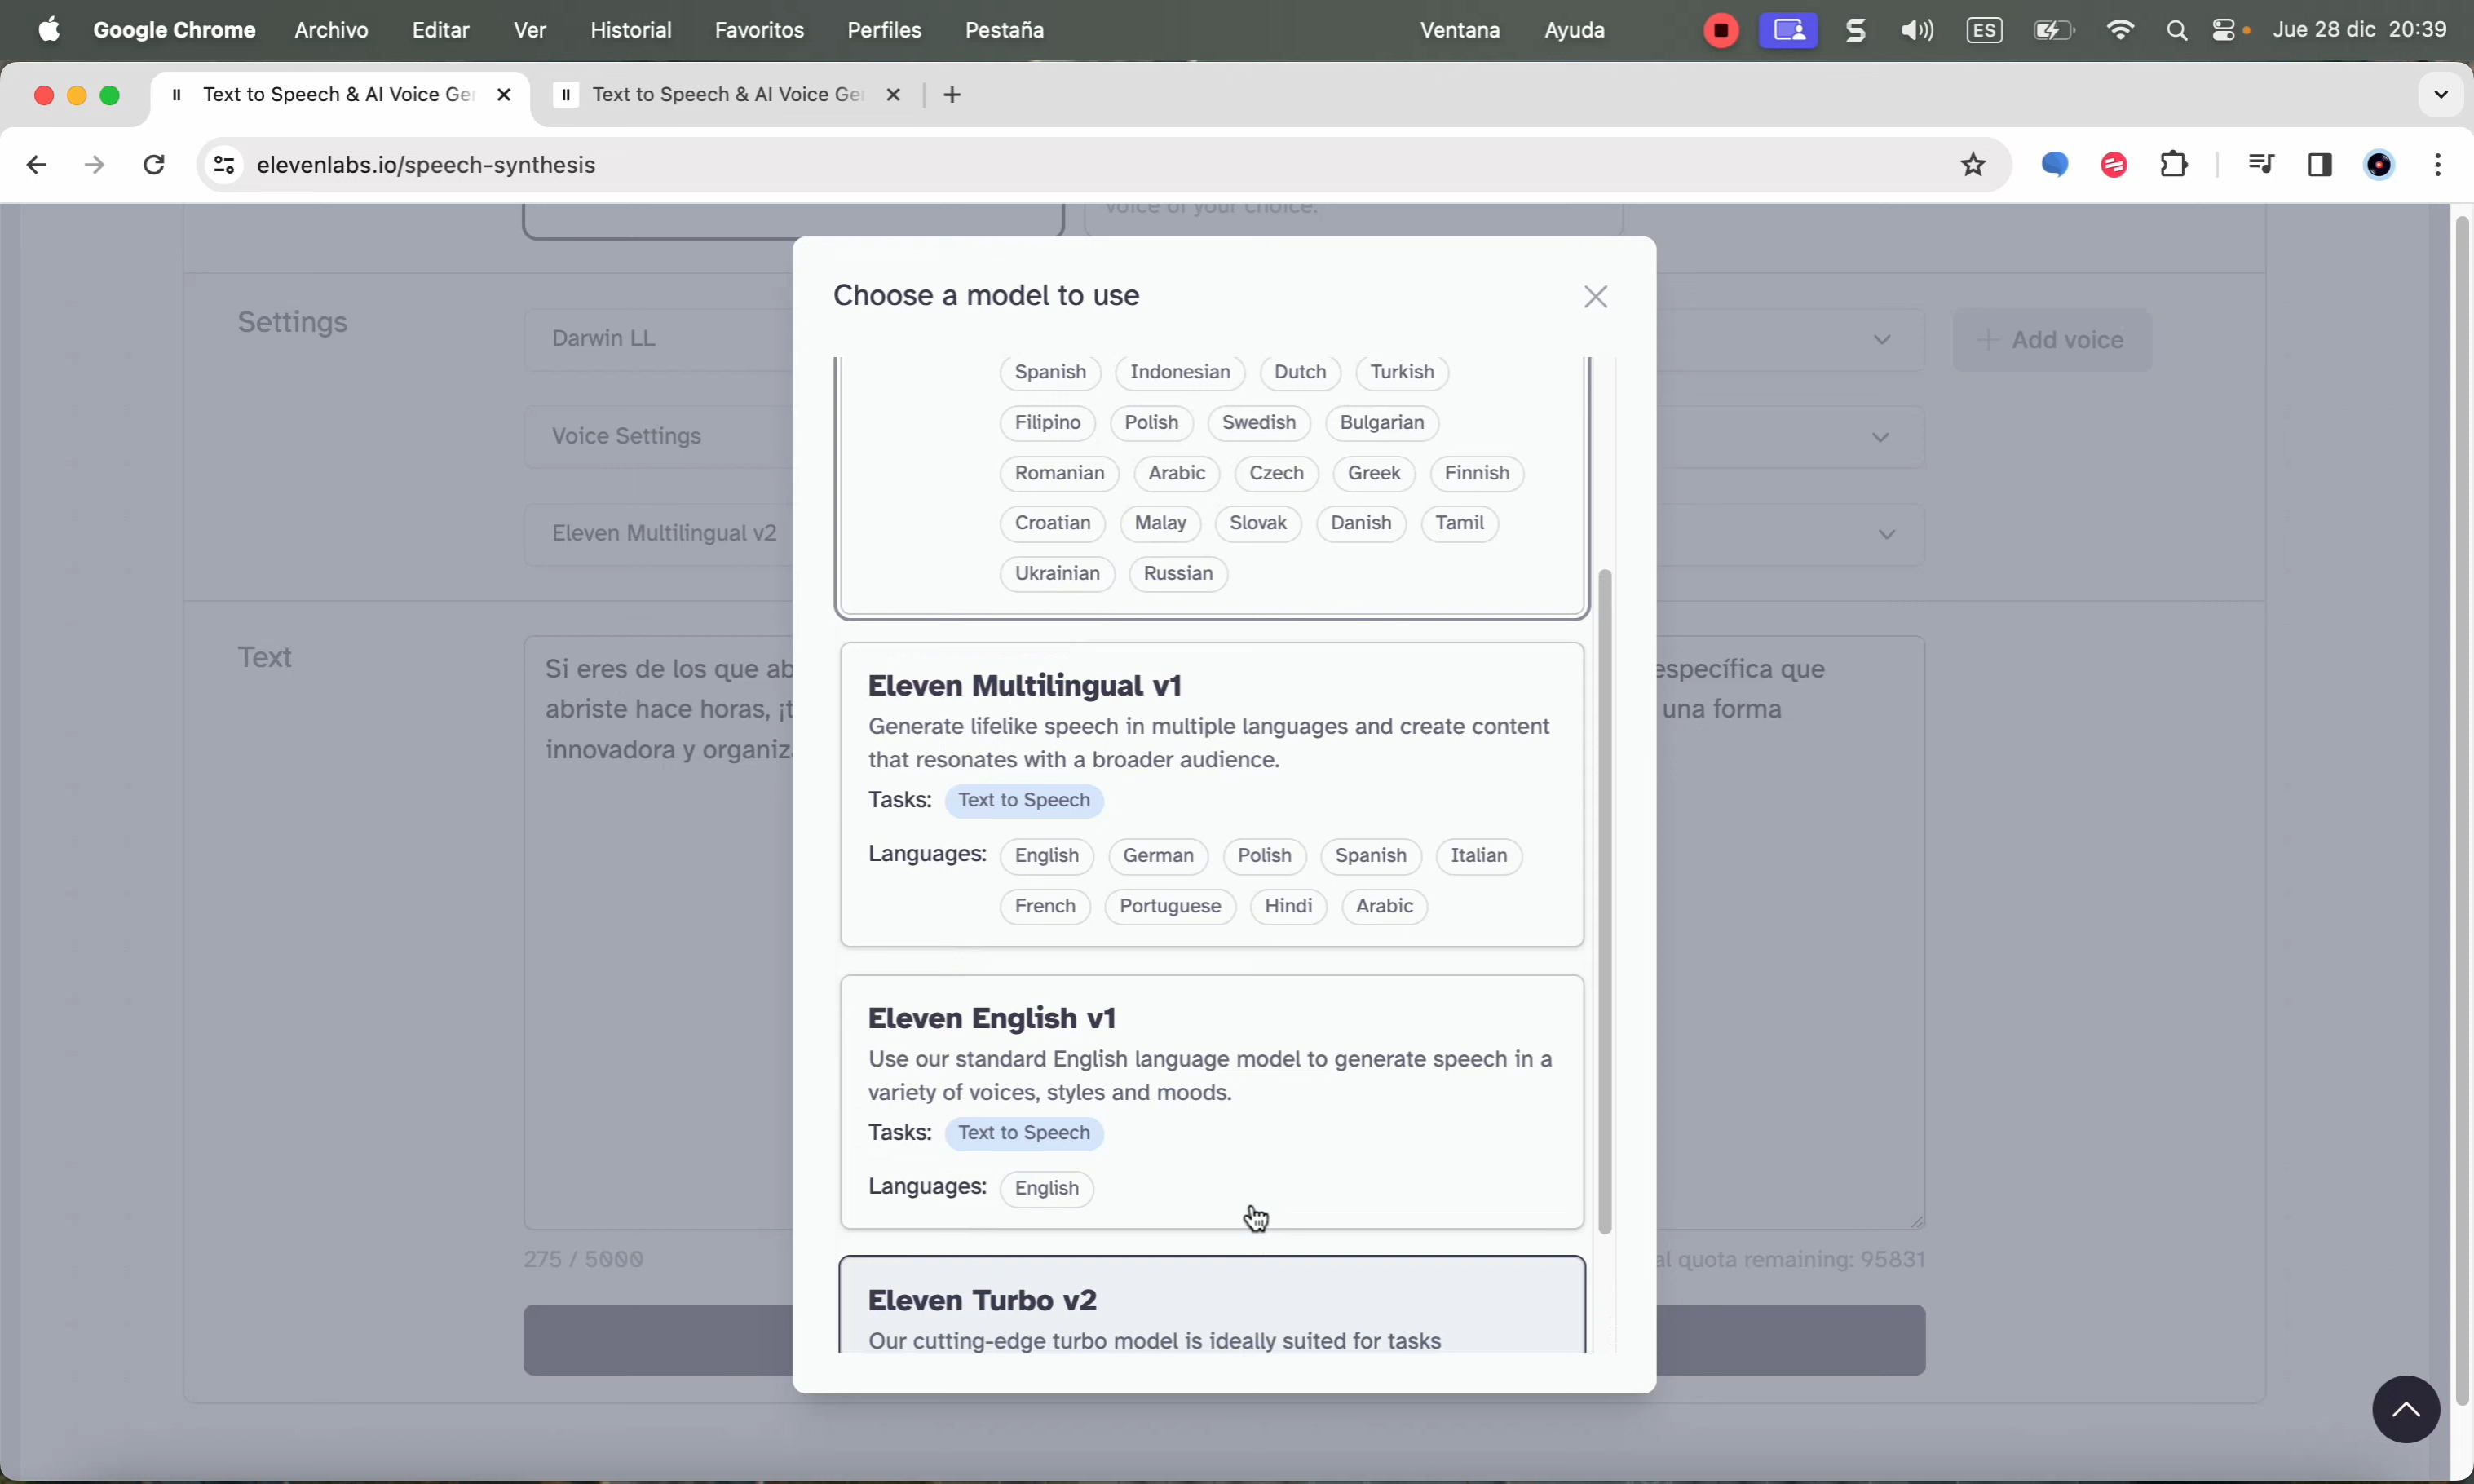 Google Chrome Archivo Editar Ver Historial Favoritos Perfiles Pestaña Ventana Ayuda ES Jue 28 dic 20:39
Text to Speech & AI Voice Ge Text to Speech & AI Voice Ge
elevenlabs.io/speech-synthesis
voice of your choice.
Choose a model to use
Settings
Darwin LL
Add voice
Voice Settings
Eleven Multilingual v2
Spanish Indonesian Dutch Turkish
Filipino Polish Swedish Bulgarian
Romanian Arabic Czech Greek Finnish
Croatian Malay Slovak Danish Tamil
Ukrainian Russian
Text
Si eres de los que ab
específica que
abriste hace horas, ¡t
una forma
innovadora y organiz
Eleven Multilingual v1
Generate lifelike speech in multiple languages and create content
that resonates with a broader audience.
Tasks: Text to Speech
Languages: English German Polish Spanish Italian
French Portuguese Hindi Arabic
Eleven English v1
Use our standard English language model to generate speech in a
variety of voices, styles and moods.
Tasks: Text to Speech
Languages: English
275 / 5000
al quota remaining: 95831
Eleven Turbo v2
Our cutting-edge turbo model is ideally suited for tasks